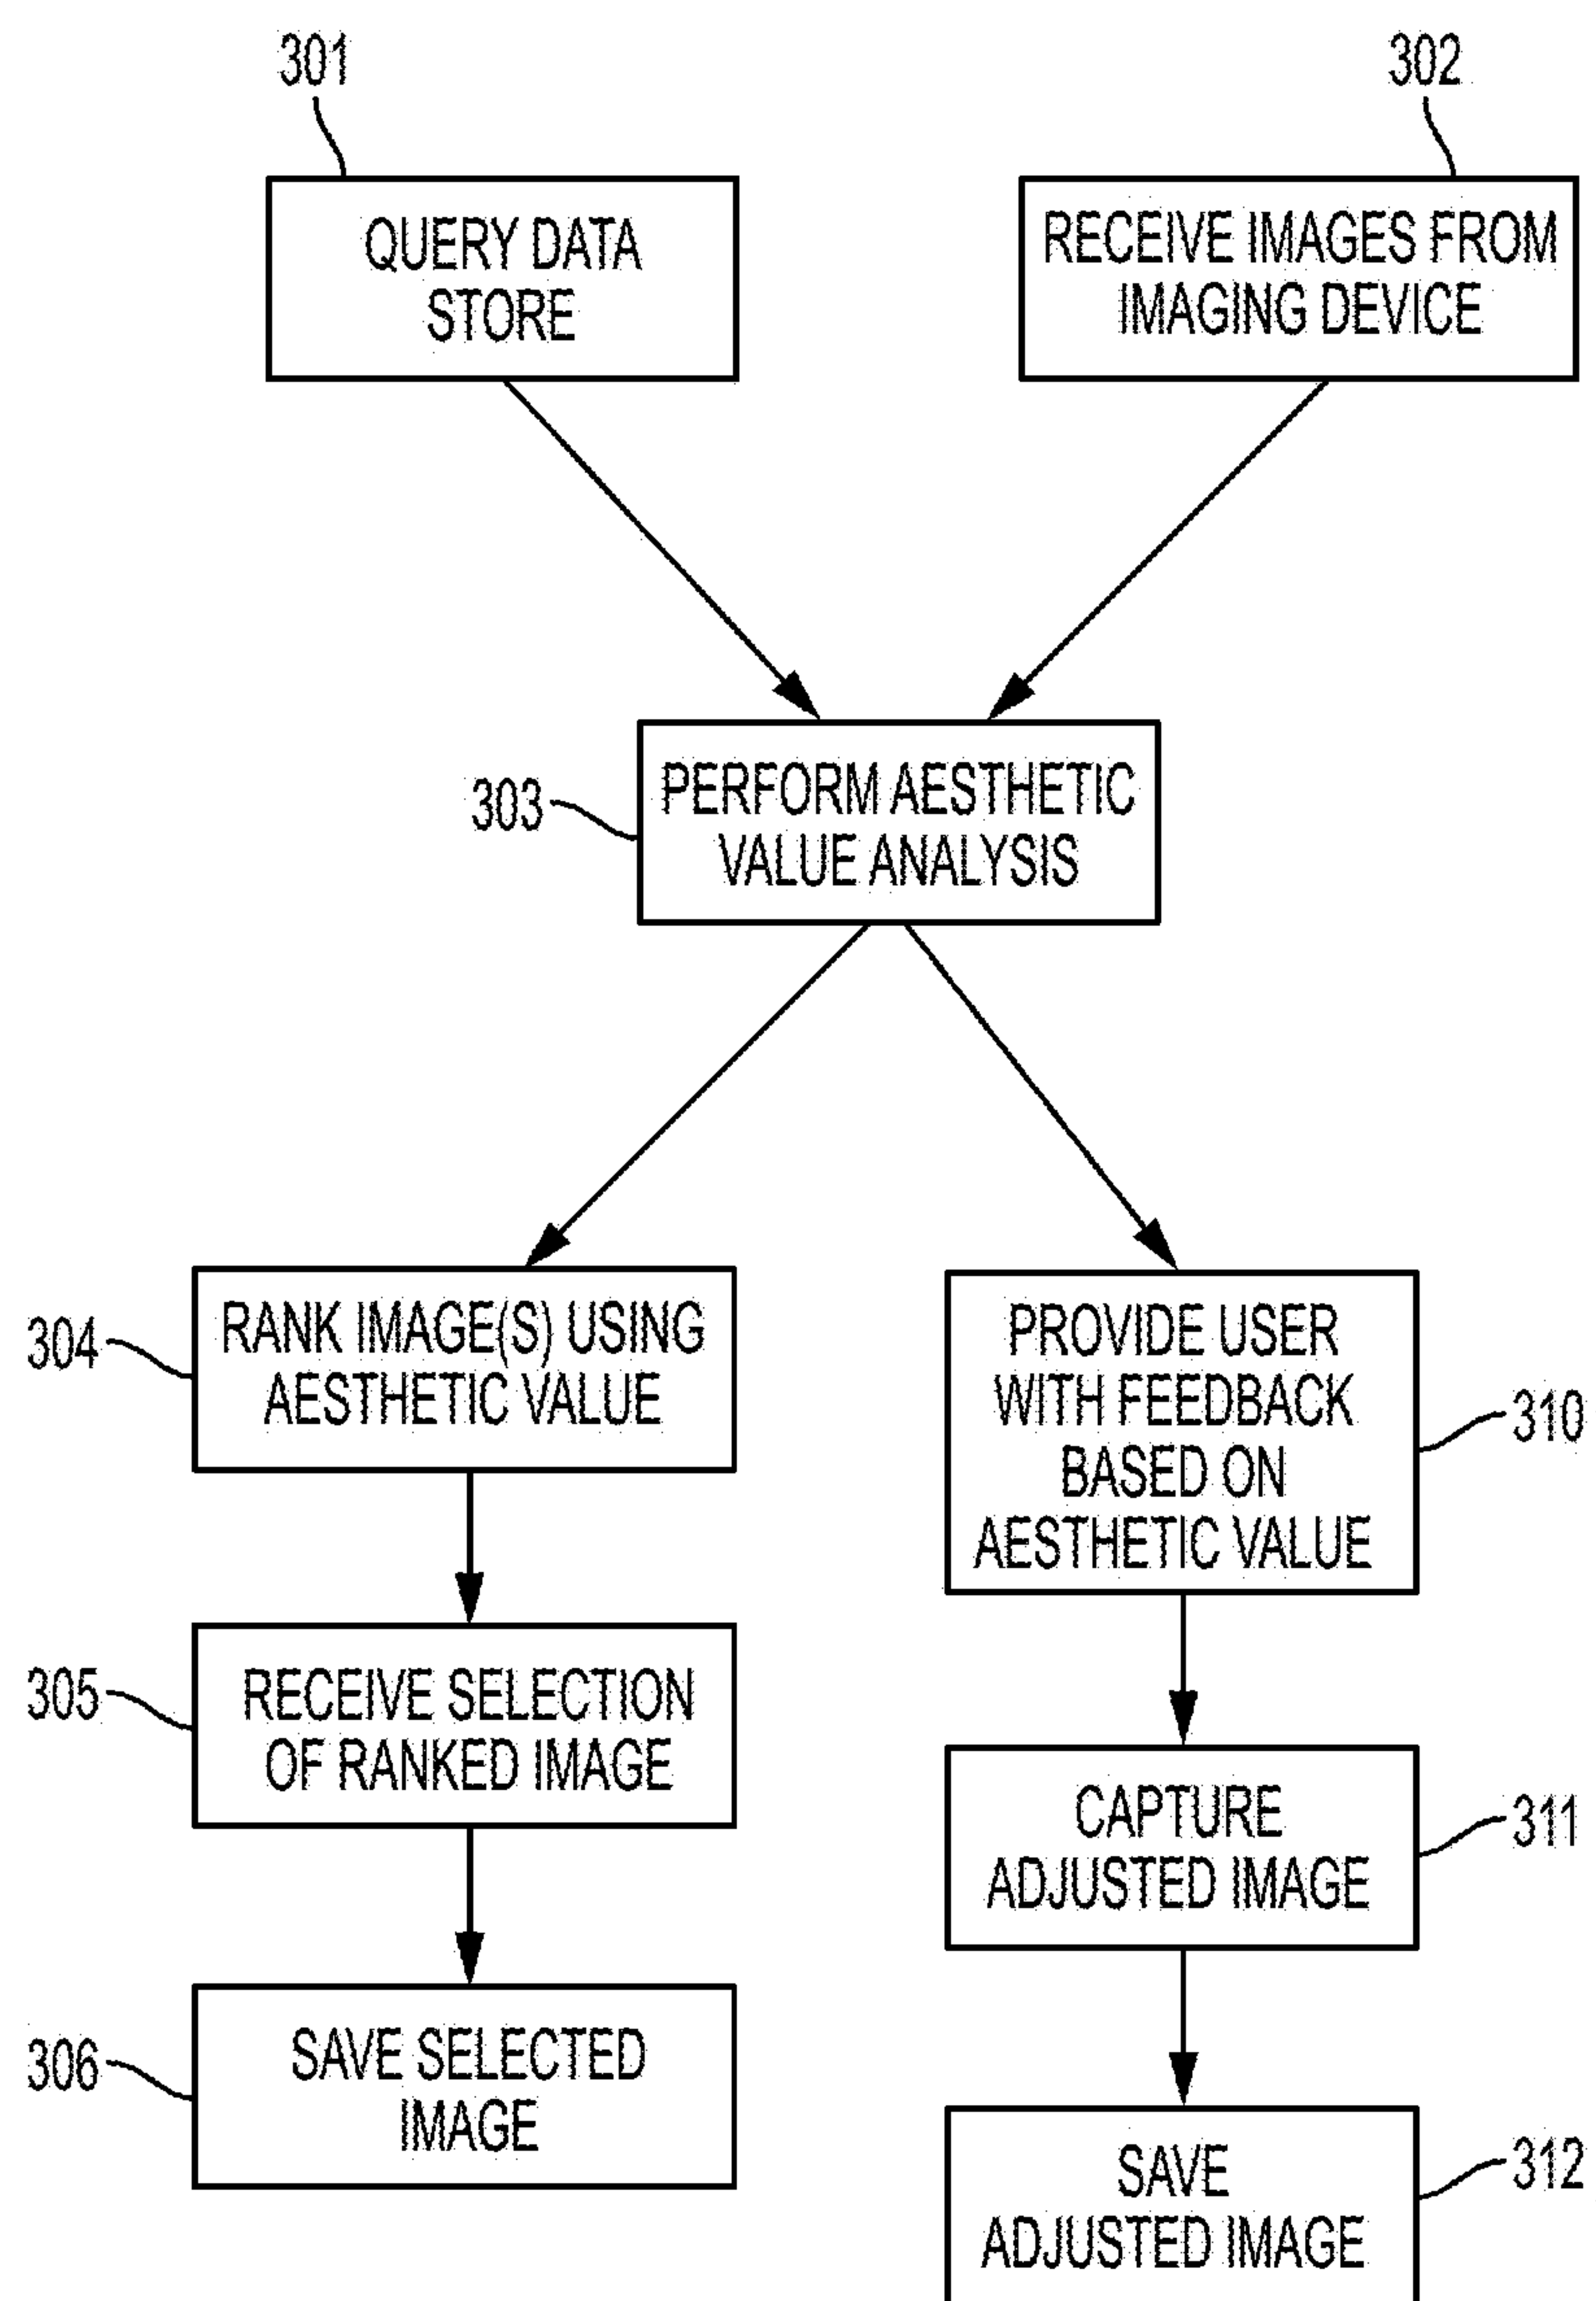 301
302
QUERY DATA
STORE
RECEIVE IMAGES FROM
IMAGING DEVICE
303
PERFORM AESTHETIC
VALUE ANALYSIS
304
RANK IMAGE(S) USING
AESTHETIC VALUE
PROVIDE USER
WITH FEEDBACK
BASED ON
AESTHETIC VALUE
310
305
RECEIVE SELECTION
OF RANKED IMAGE
CAPTURE
ADJUSTED IMAGE
311
306
SAVE SELECTED
IMAGE
SAVE
ADJUSTED IMAGE
312